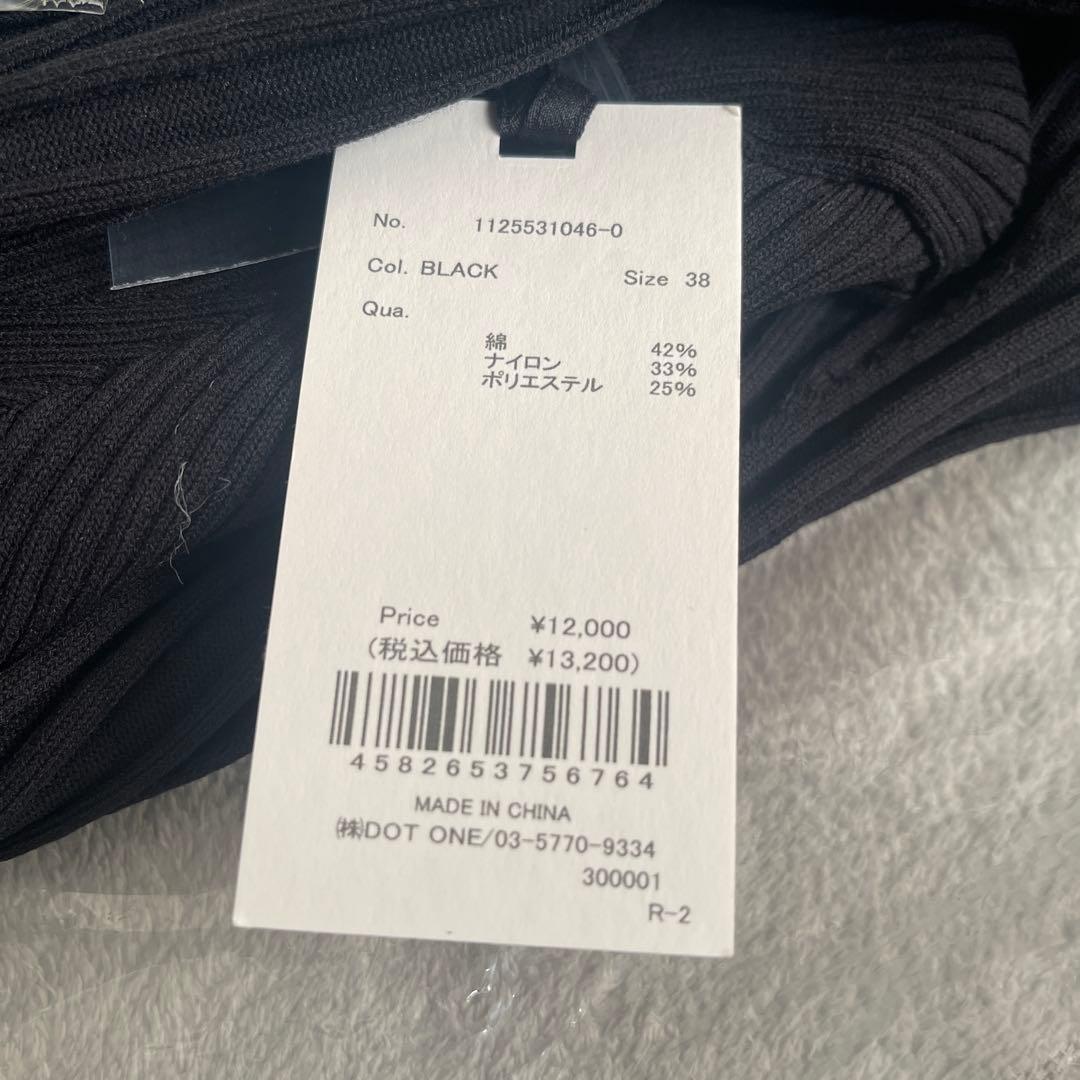 No. 1125531046-0
Col. BLACK Size 38
Qua.
綿 42%
ナイロン 33%
ポリエステル 25%
Price ¥12,000
(税込価格 ¥13,200)
4582653756764
MADE IN CHINA
㈱DOT ONE/03-5770-9334
300001
R-2